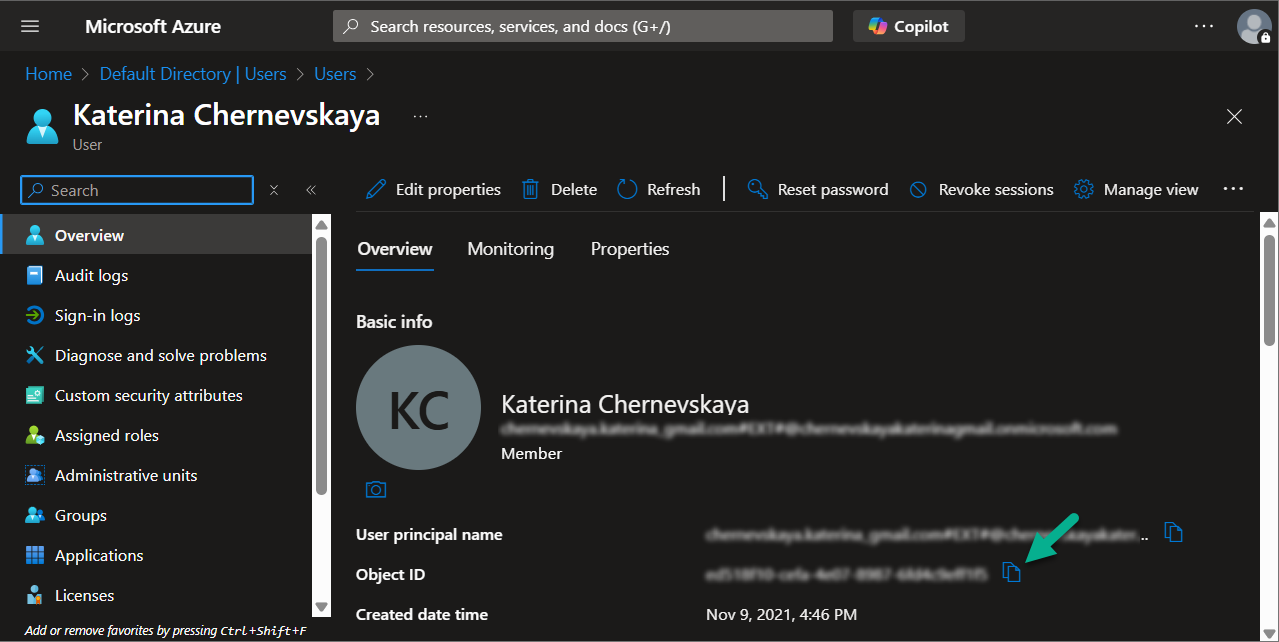 Microsoft Azure
Search resources, services, and docs (G+/)
Copilot
Home > Default Directory | Users > Users >
Katerina Chernevskaya
User
Search
Edit properties
Delete
Refresh
Reset password
Revoke sessions
Manage view
Overview
Audit logs
Sign-in logs
Diagnose and solve problems
Custom security attributes
Assigned roles
Administrative units
Groups
Applications
Licenses
Add or remove favorites by pressing Ctrl+Shift+F
Overview
Monitoring
Properties
Basic info
KC
Katerina Chernevskaya
Member
User principal name
Object ID
Created date time
Nov 9, 2021, 4:46 PM